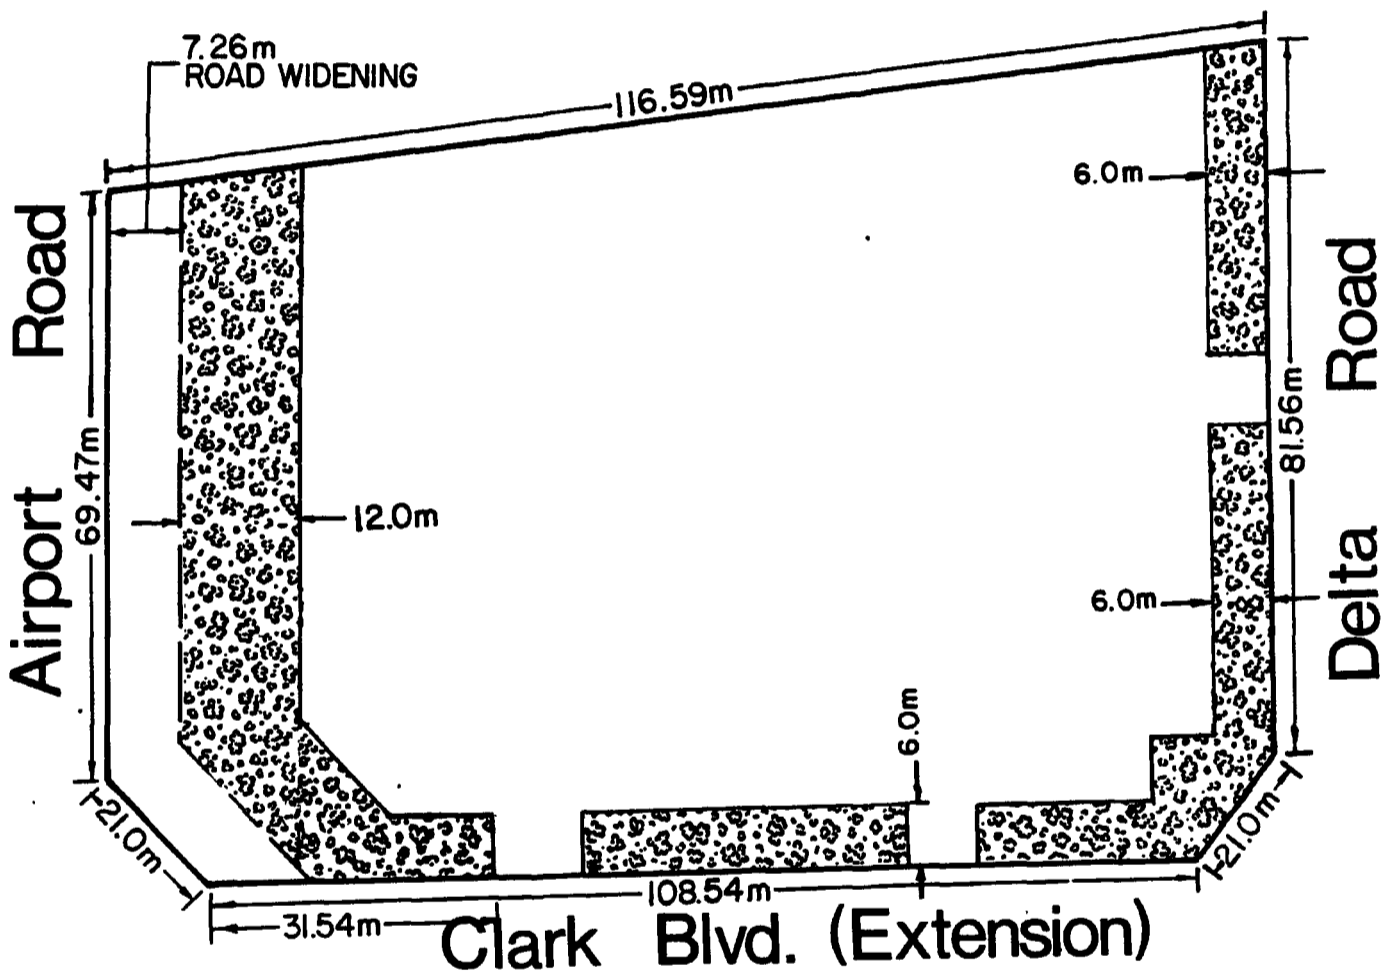 7.26m
ROAD WIDENING
116.59m
6.0m
Airport Road
69.47m
12.0m
81.56m
Delta Road
6.0m
6.0m
21.0m
21.0m
108.54m
31.54m
Clark Blvd. (Extension)